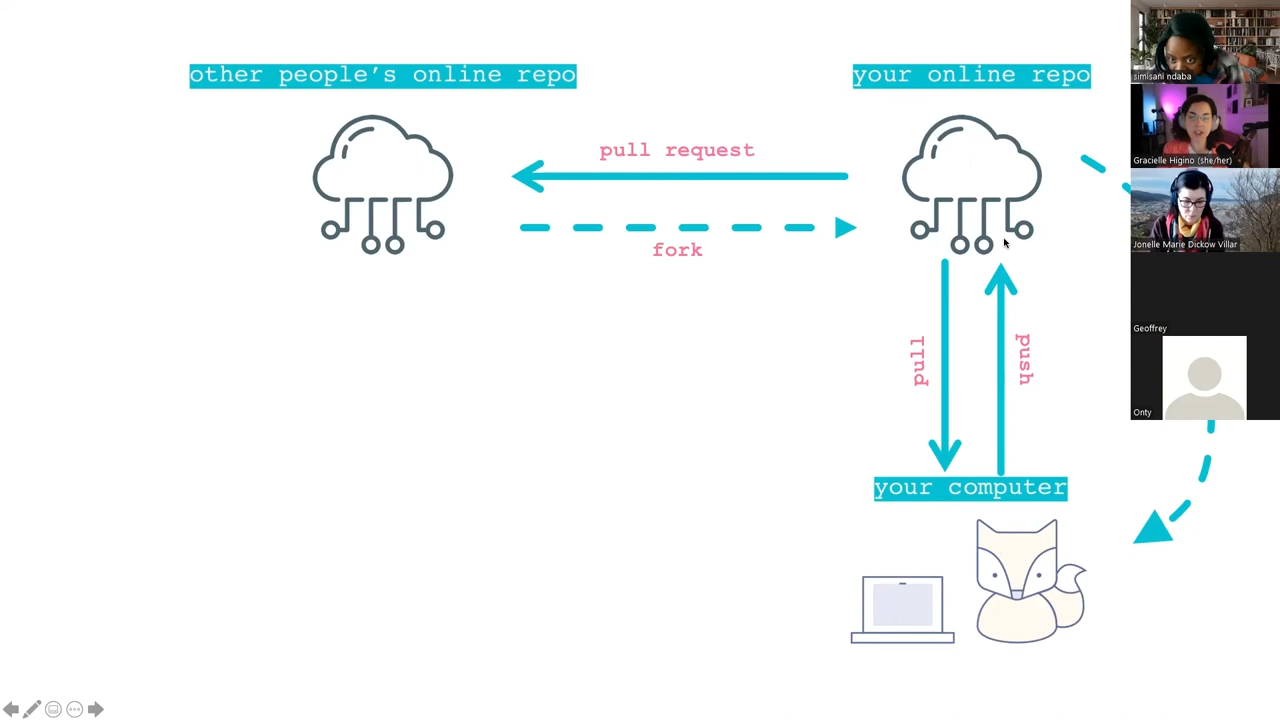 other people's online repo
your online repo
pull request
fork
pull
push
your computer
simisani ndaba
Gracielle Higino (she/her)
Jonelle Marie Dickow Villar
Geoffrey
Onty